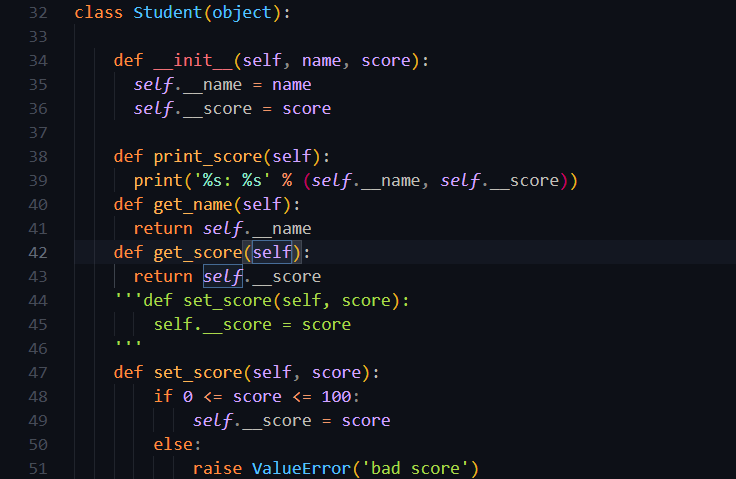 32 class Student(object):
33
34     def __init__(self, name, score):
35       self.__name = name
36       self.__score = score
37
38     def print_score(self):
39       print('%s: %s' % (self.__name, self.__score))
40     def get_name(self):
41       return self.__name
42     def get_score(self):
43       return self.__score
44     '''def set_score(self, score):
45         self.__score = score
46     '''
47     def set_score(self, score):
48         if 0 <= score <= 100:
49             self.__score = score
50         else:
51             raise ValueError('bad score')